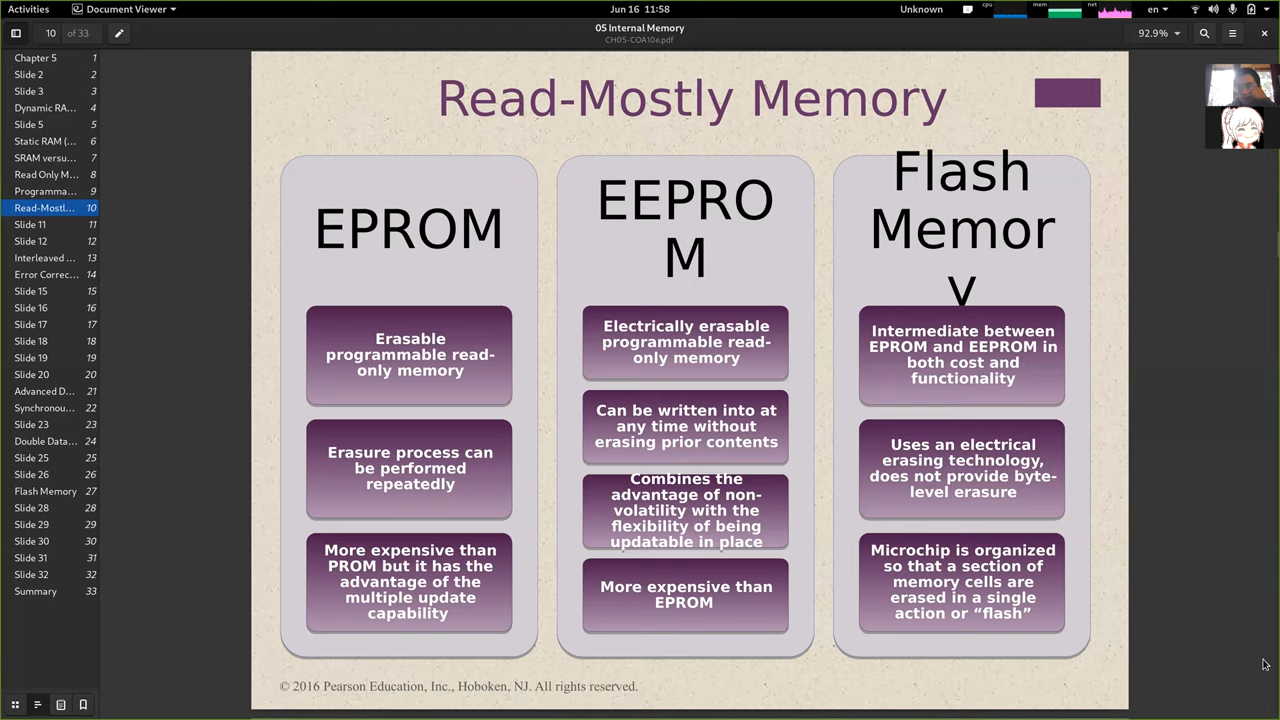 Activities
Document Viewer
Jun 16 11:58
Unknown
cpu
mem
net
en
10 of 33
05 Internal Memory
CH05-COA10e.pdf
92.9%
Chapter 5 1
Slide 2 2
Slide 3 3
Dynamic RA... 4
Slide 5 5
Static RAM (... 6
SRAM versu... 7
Read Only M... 8
Programma... 9
Read-Mostl... 10
Slide 11 11
Slide 12 12
Interleaved ... 13
Error Correc... 14
Slide 15 15
Slide 16 16
Slide 17 17
Slide 18 18
Slide 19 19
Slide 20 20
Advanced D... 21
Synchronou... 22
Slide 23 23
Double Data... 24
Slide 25 25
Slide 26 26
Flash Memory 27
Slide 28 28
Slide 29 29
Slide 30 30
Slide 31 31
Slide 32 32
Summary 33
Read-Mostly Memory
EPROM
Erasable
programmable read-
only memory
Erasure process can
be performed
repeatedly
More expensive than
PROM but it has the
advantage of the
multiple update
capability
EEPRO
M
Electrically erasable
programmable read-
only memory
Can be written into at
any time without
erasing prior contents
Combines the
advantage of non-
volatility with the
flexibility of being
updatable in place
More expensive than
EPROM
Flash
Memor
y
Intermediate between
EPROM and EEPROM in
both cost and
functionality
Uses an electrical
erasing technology,
does not provide byte-
level erasure
Microchip is organized
so that a section of
memory cells are
erased in a single
action or “flash”
© 2016 Pearson Education, Inc., Hoboken, NJ. All rights reserved.